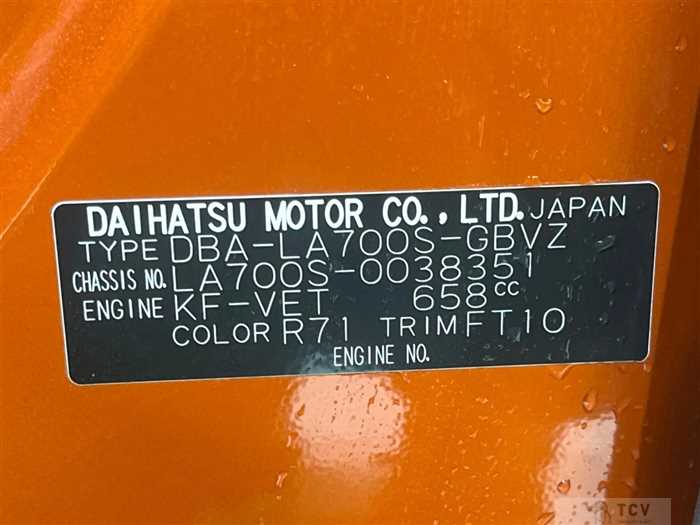 DAIHATSU MOTOR CO., LTD. JAPAN
TYPE DBA-LA700S-GBVZ
CHASSIS NO. LA700S-0038351
ENGINE KF-VET 658cc
COLOR R71 TRIM FT10
ENGINE NO.
TCV